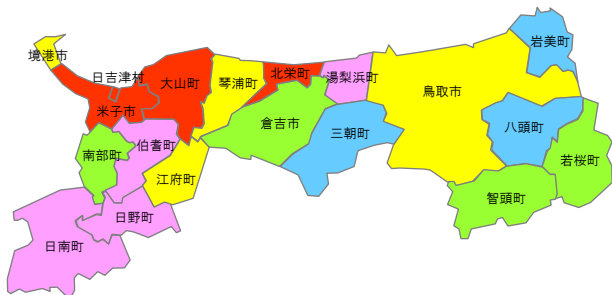 岩美町
境港市
日吉津村
大山町
琴浦町
北栄町
湯梨浜町
鳥取市
米子市
倉吉市
三朝町
八頭町
南部町
伯耆町
若桜町
江府町
智頭町
日野町
日南町